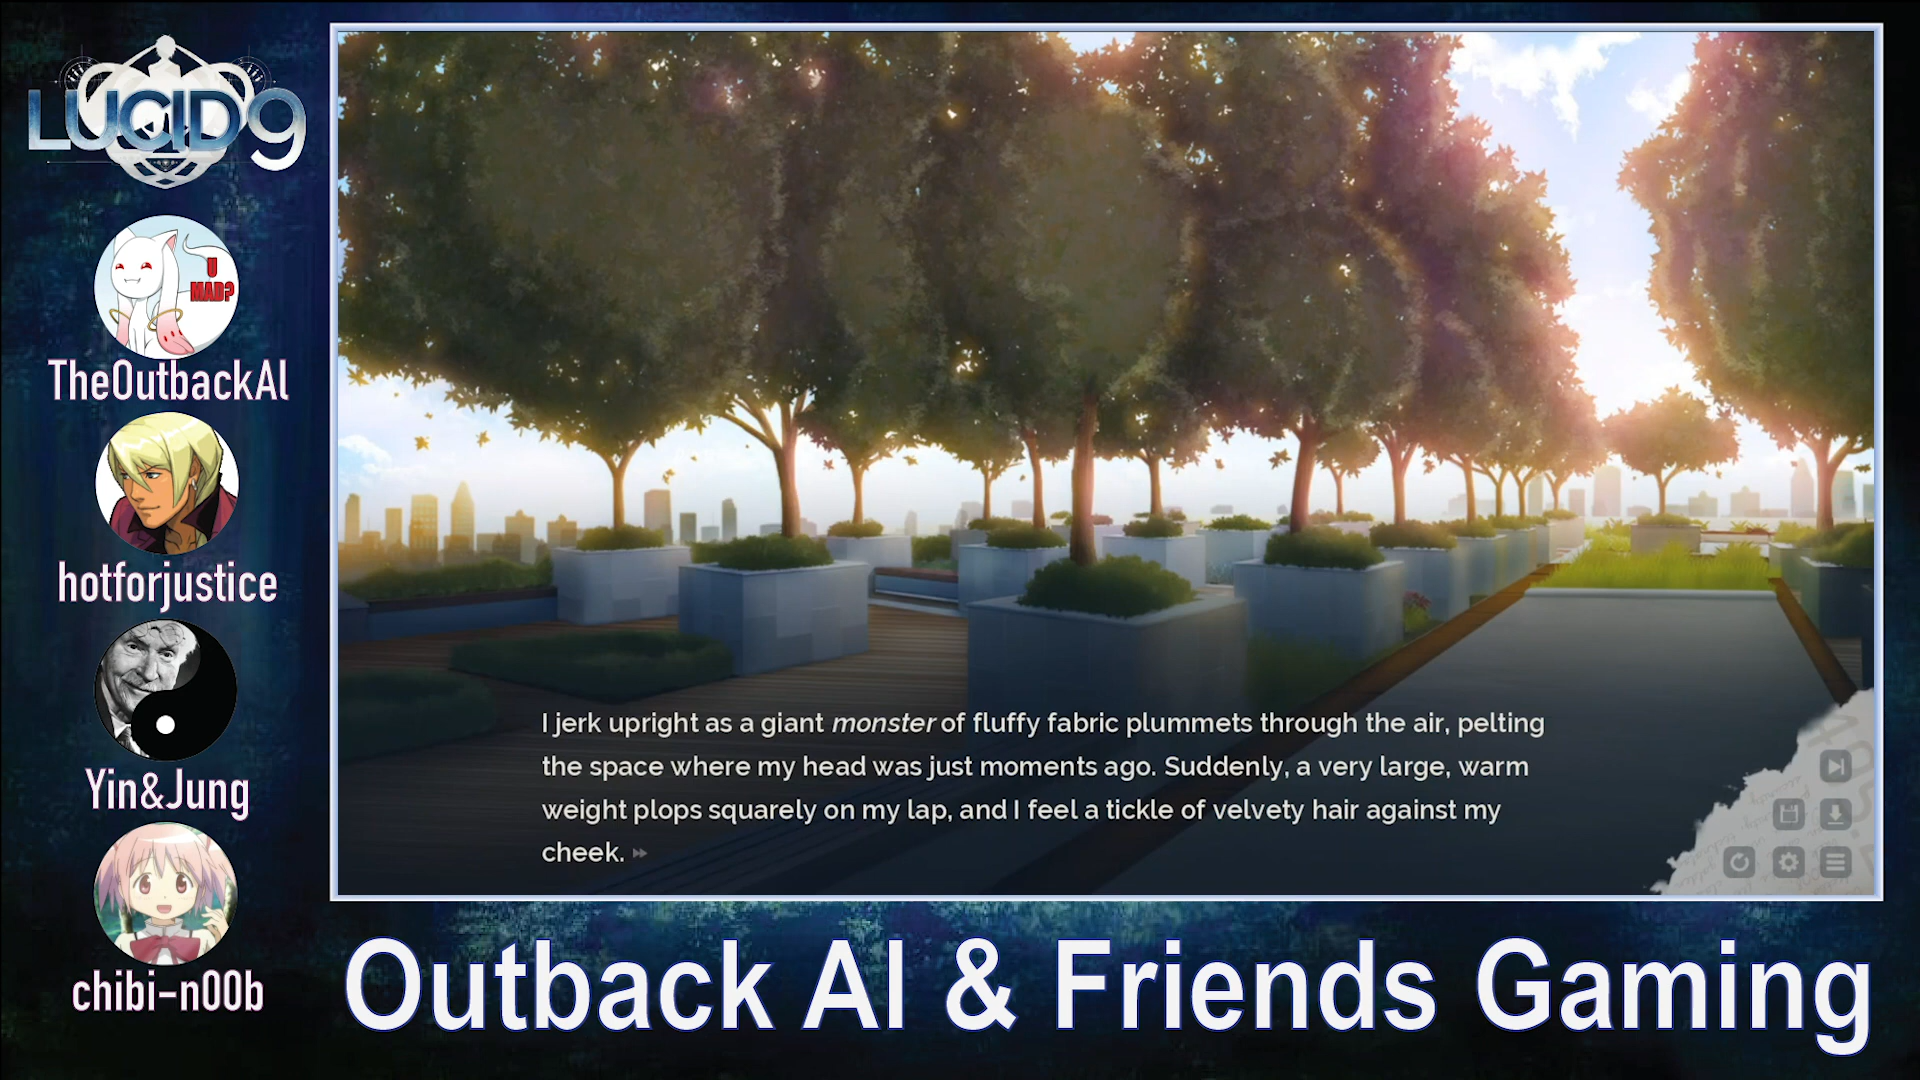 LUCID9
U
MAD?
TheOutbackAl
hotforjustice
Yin&Jung
chibi-n00b
I jerk upright as a giant monster of fluffy fabric plummets through the air, pelting
the space where my head was just moments ago. Suddenly, a very large, warm
weight plops squarely on my lap, and I feel a tickle of velvety hair against my
cheek.
Outback Al & Friends Gaming